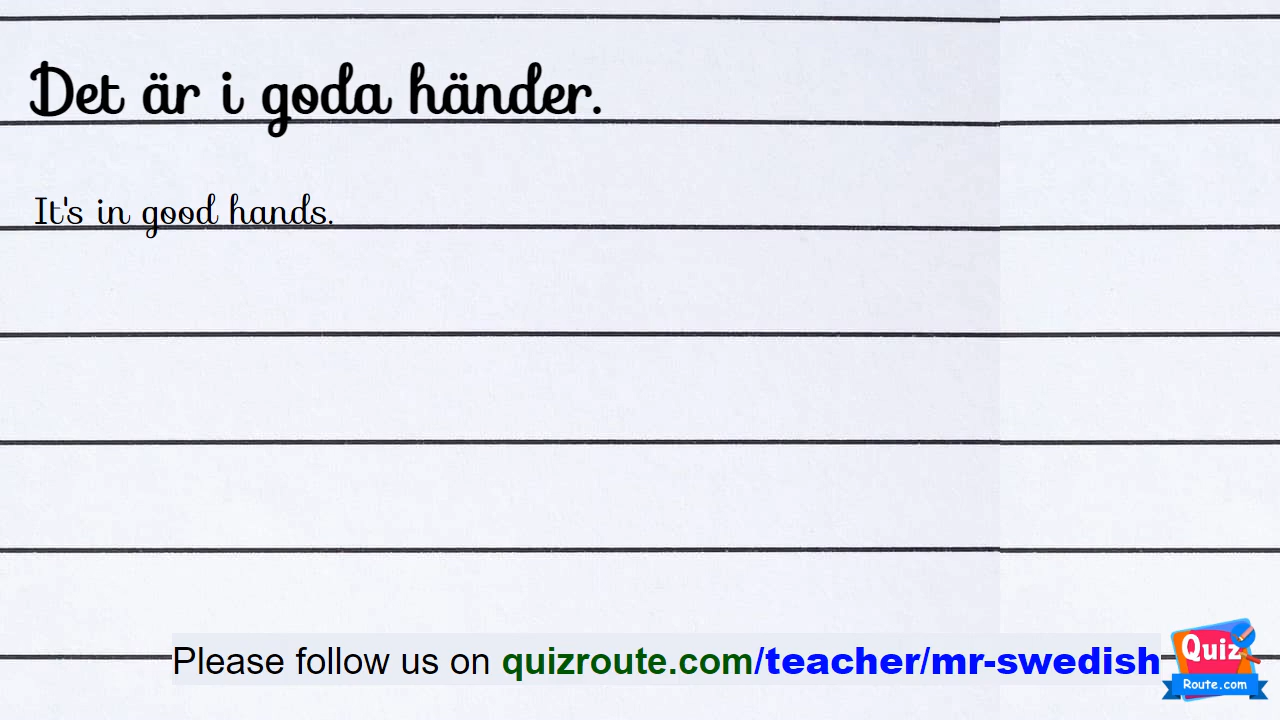 Det är i goda händer.
It's in good hands.
Please follow us on quizroute.com/teacher/mr-swedish
Quiz
Route.com